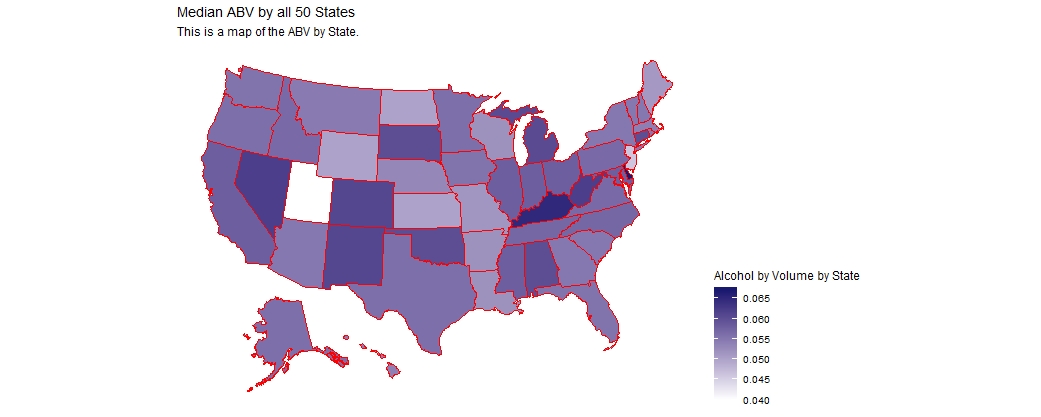 Median ABV by all 50 States
This is a map of the ABV by State.
Alcohol by Volume by State
0.065
0.060
0.055
0.050
0.045
0.040